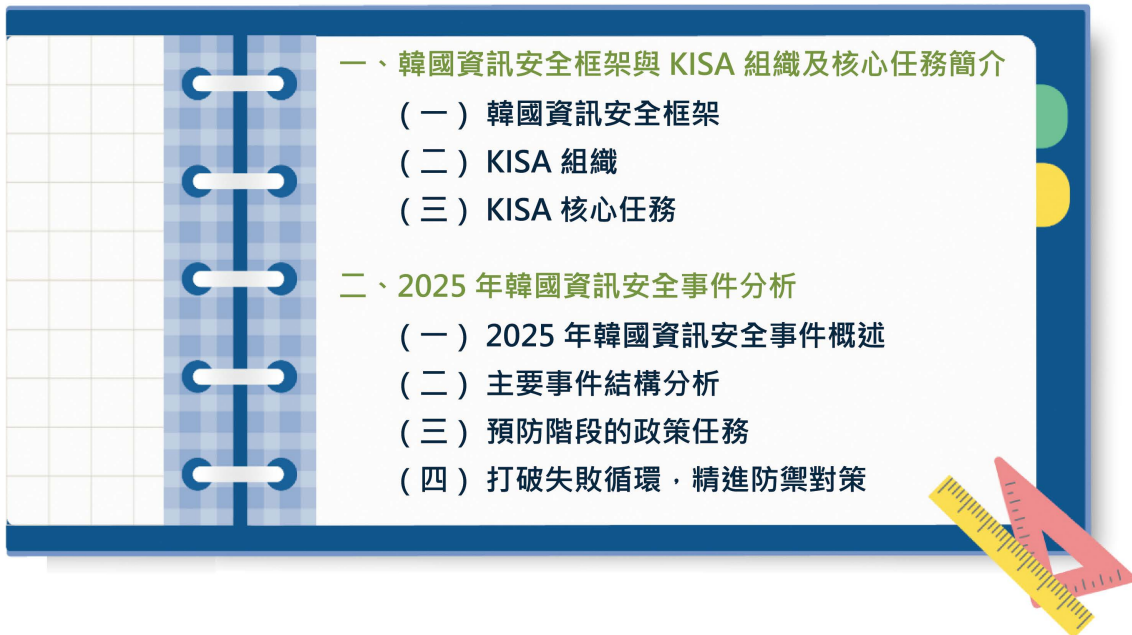 一、韓國資訊安全框架與 KISA 組織及核心任務簡介
（一）韓國資訊安全框架
（二）KISA 組織
（三）KISA 核心任務
二、2025 年韓國資訊安全事件分析
（一）2025 年韓國資訊安全事件概述
（二）主要事件結構分析
（三）預防階段的政策任務
（四）打破失敗循環，精進防禦對策